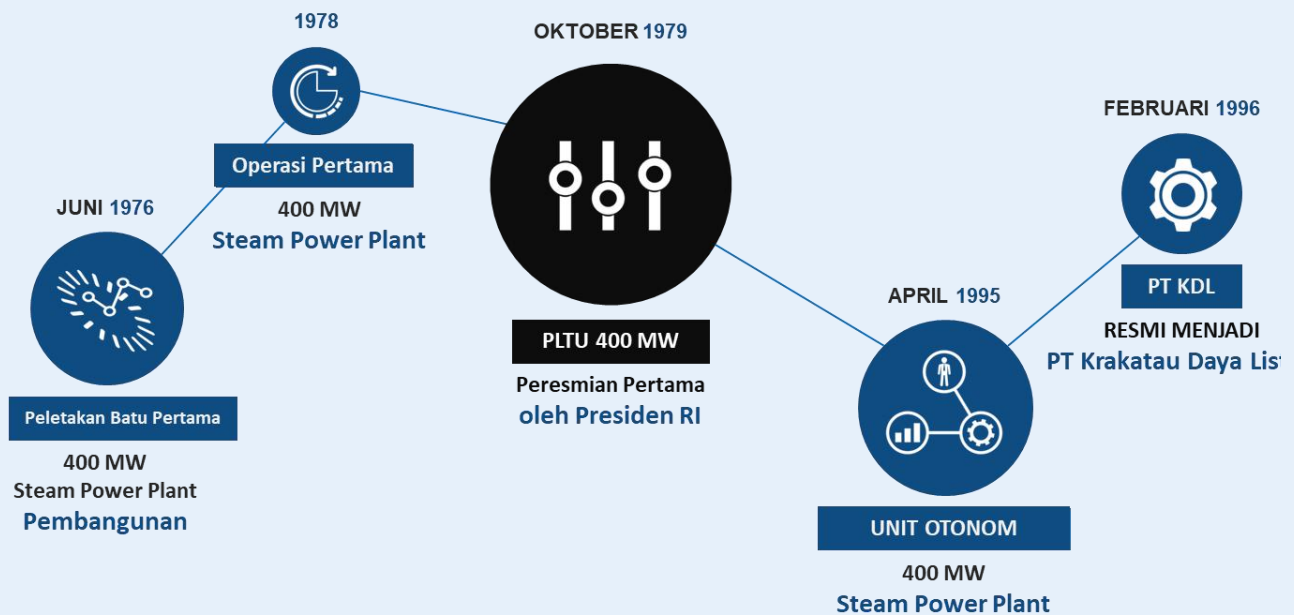 JUNI 1976
Peletakan Batu Pertama
400 MW
Steam Power Plant
Pembangunan
1978
Operasi Pertama
400 MW
Steam Power Plant
OKTOBER 1979
PLTU 400 MW
Peresmian Pertama
oleh Presiden RI
APRIL 1995
UNIT OTONOM
400 MW
Steam Power Plant
FEBRUARI 1996
PT KDL
RESMI MENJADI
PT Krakatau Daya